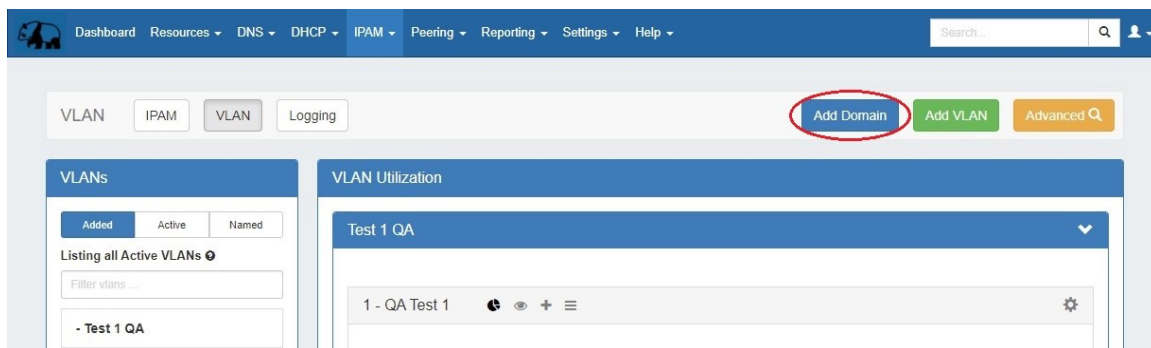 Dashboard Resources DNS DHCP IPAM Peering Reporting Settings Help Search...
VLAN IPAM VLAN Logging Add Domain Add VLAN Advanced
VLANs
VLAN Utilization
Added Active Named
Listing all Active VLANs
Filter vlans ...
- Test 1 QA
Test 1 QA
1 - QA Test 1